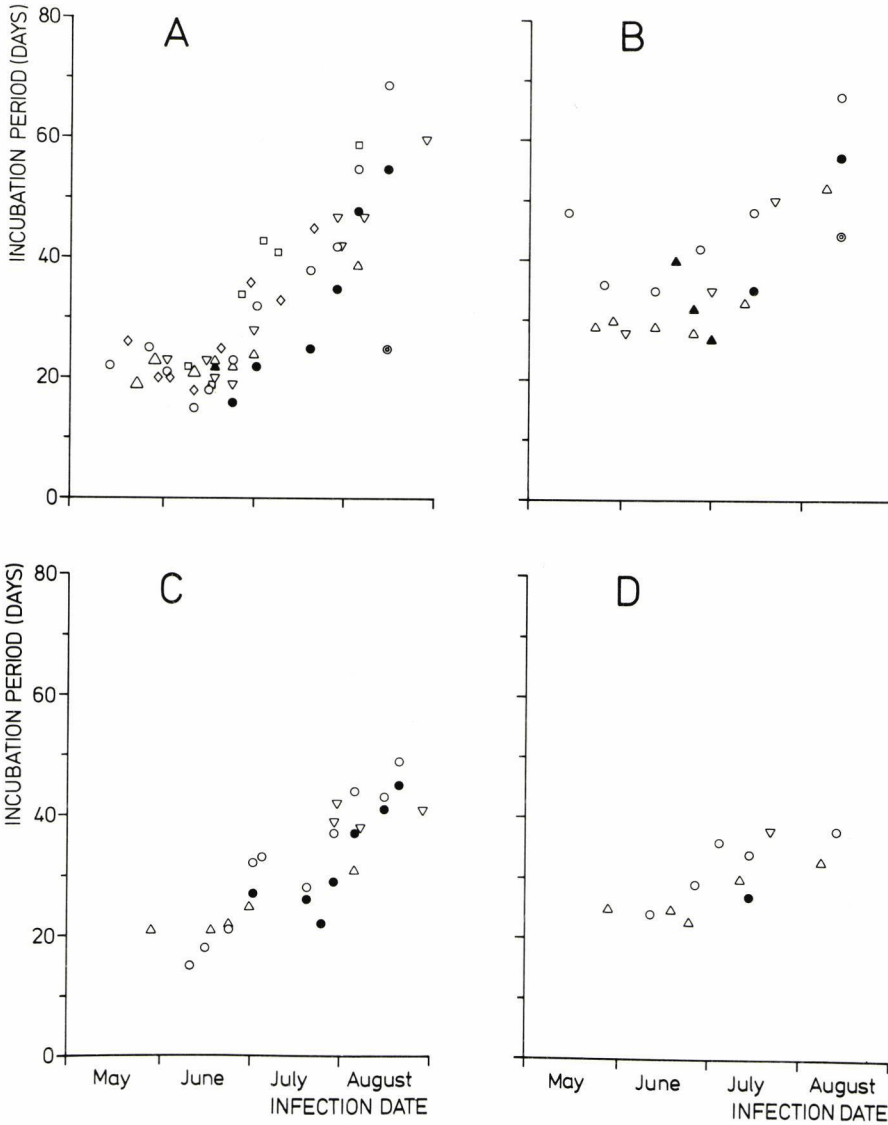 A
B
INCUBATION PERIOD (DAYS)
80
60
40
20
0
C
D
INCUBATION PERIOD (DAYS)
80
60
40
20
0
May June July August
INFECTION DATE
May June July August
INFECTION DATE